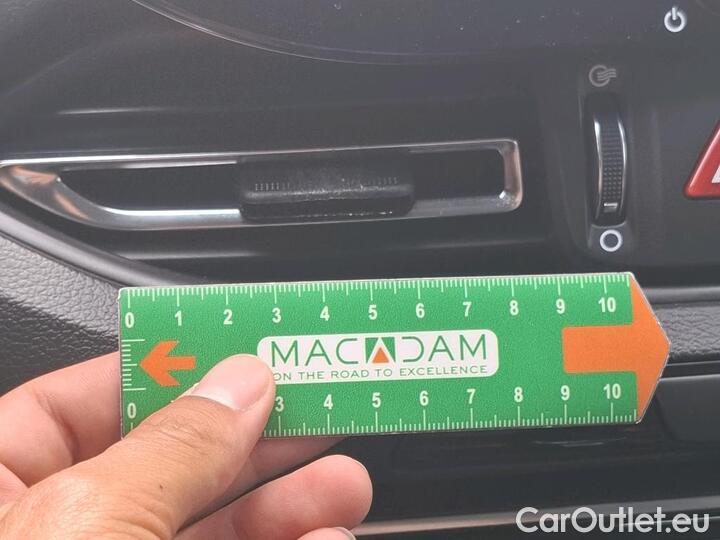 0 1 2 3 4 5 6 7 8 9 10
MACADAM
ON THE ROAD TO EXCELLENCE
0 3 4 5 6 7 8 9 10
CarOutlet.eu